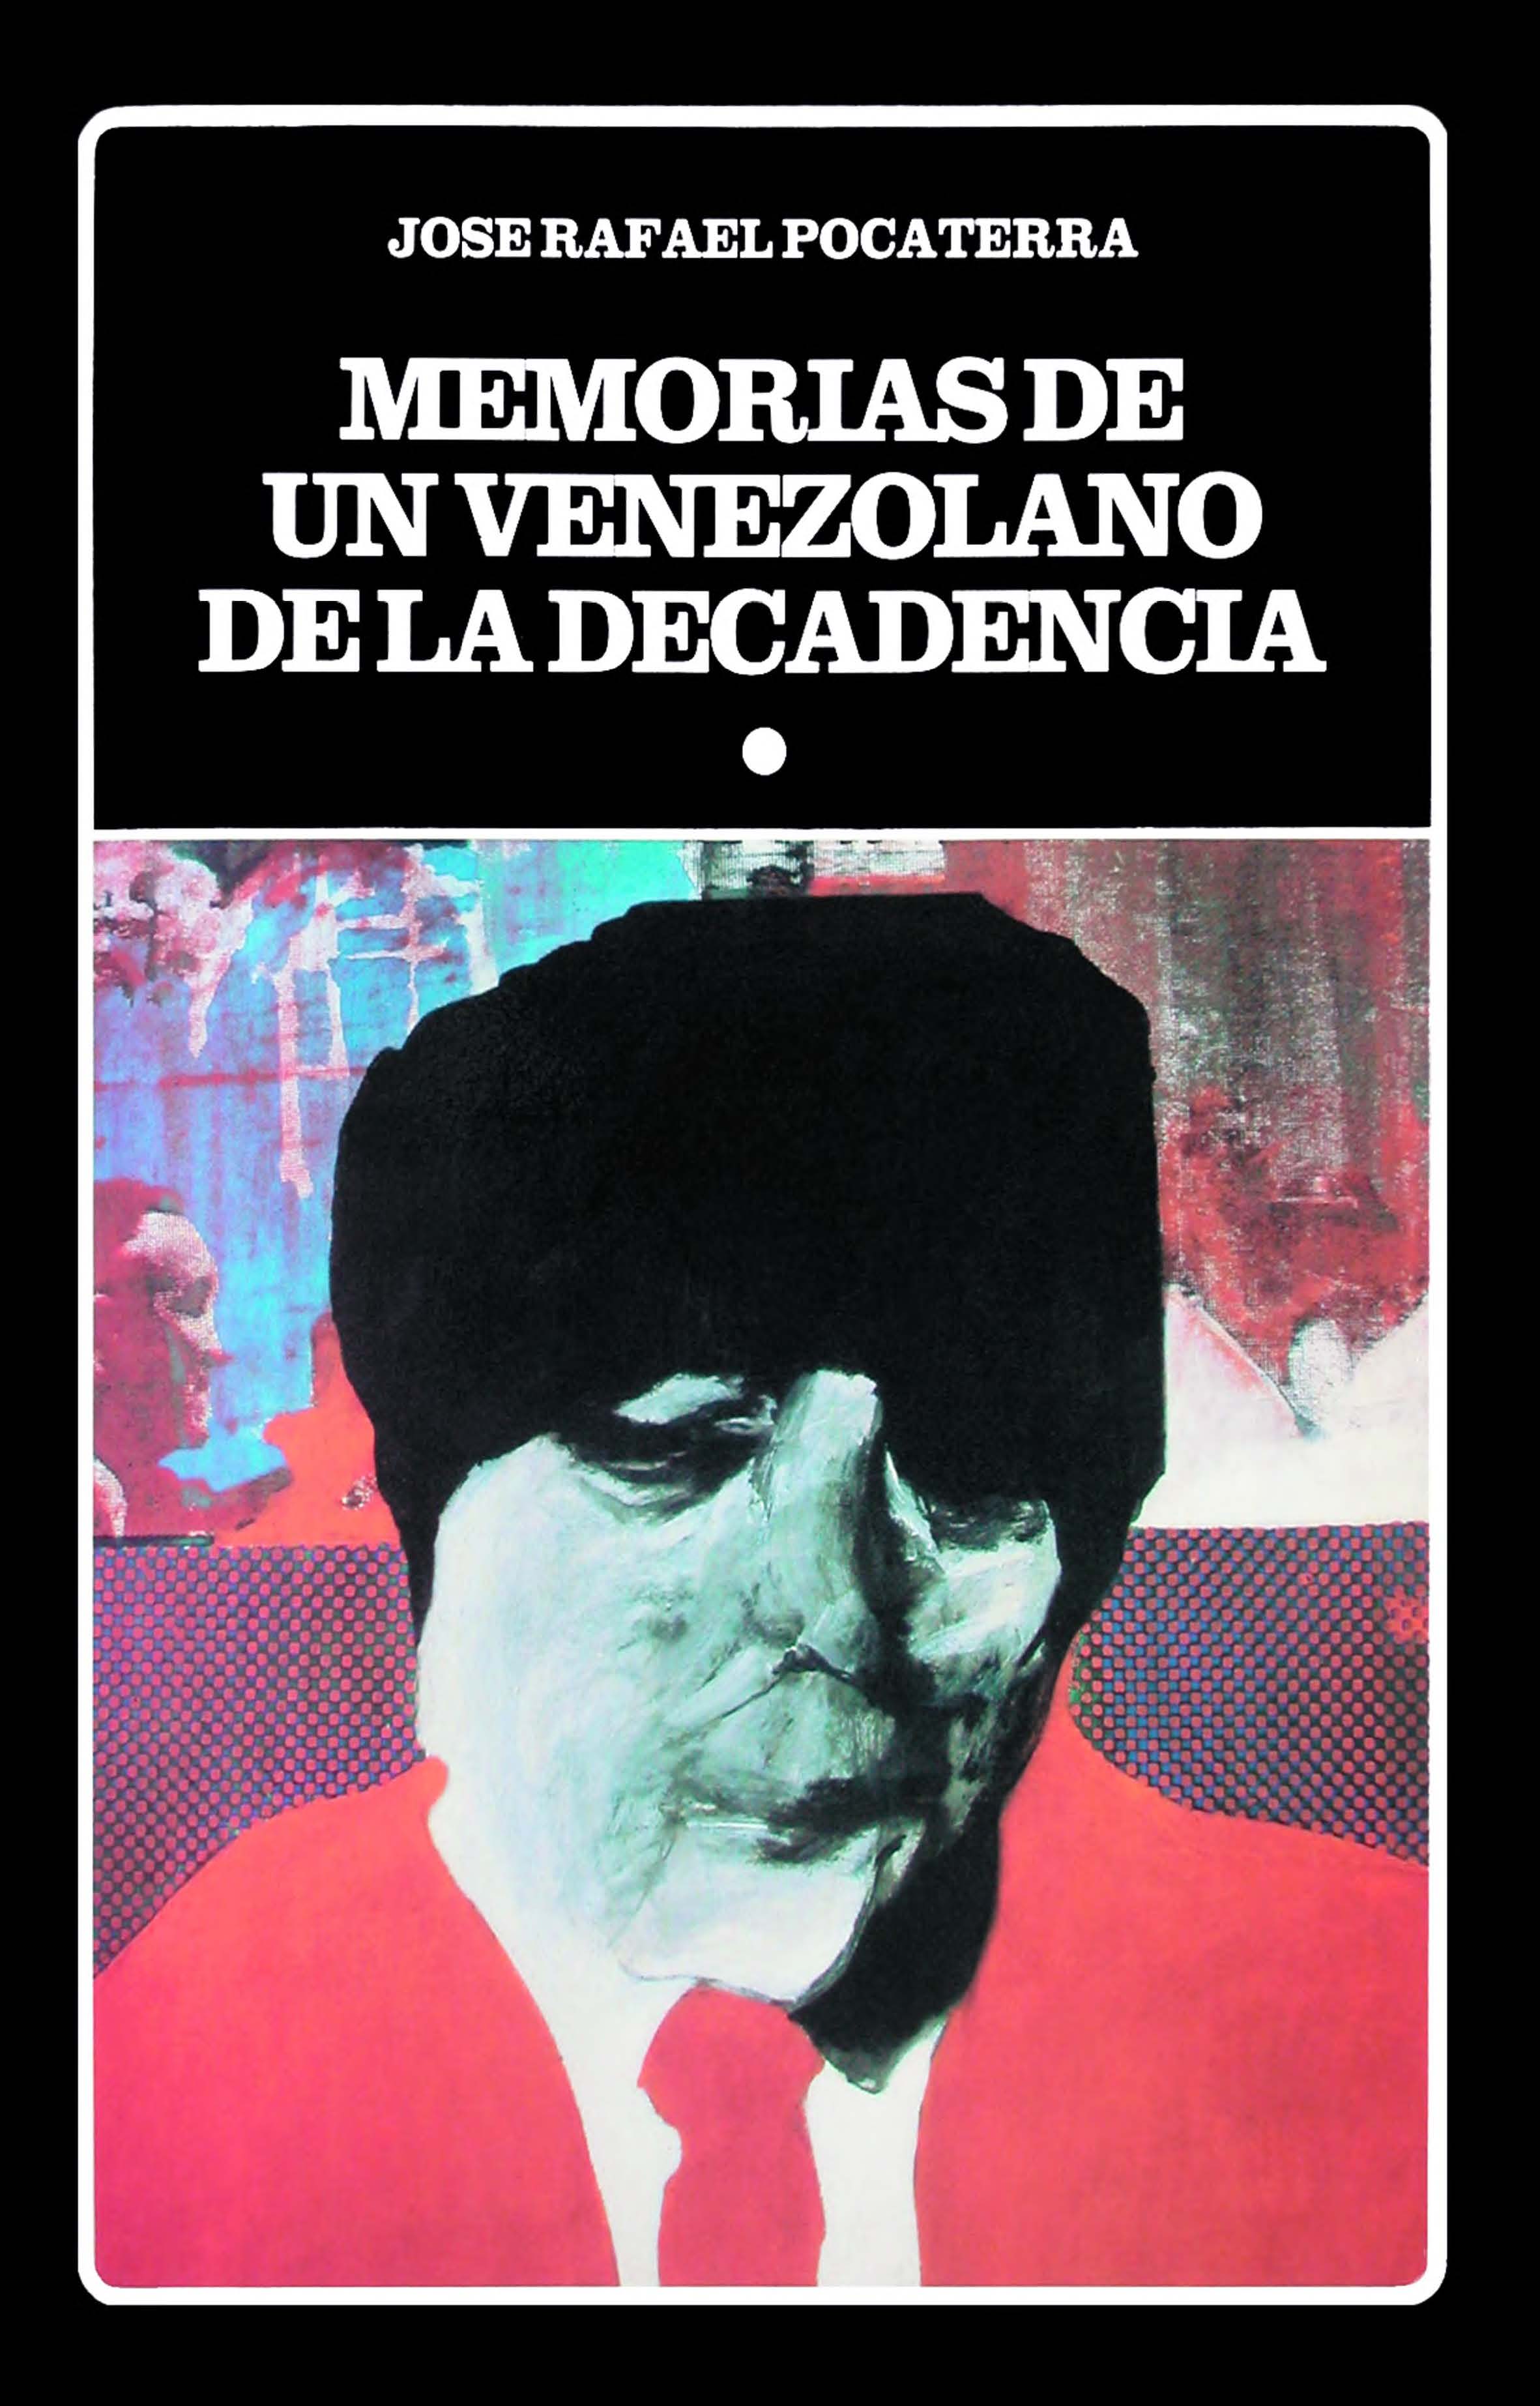 JOSE RAFAEL POCATERRA
MEMORIAS DE
UN VENEZOLANO
DE LA DECADENCIA